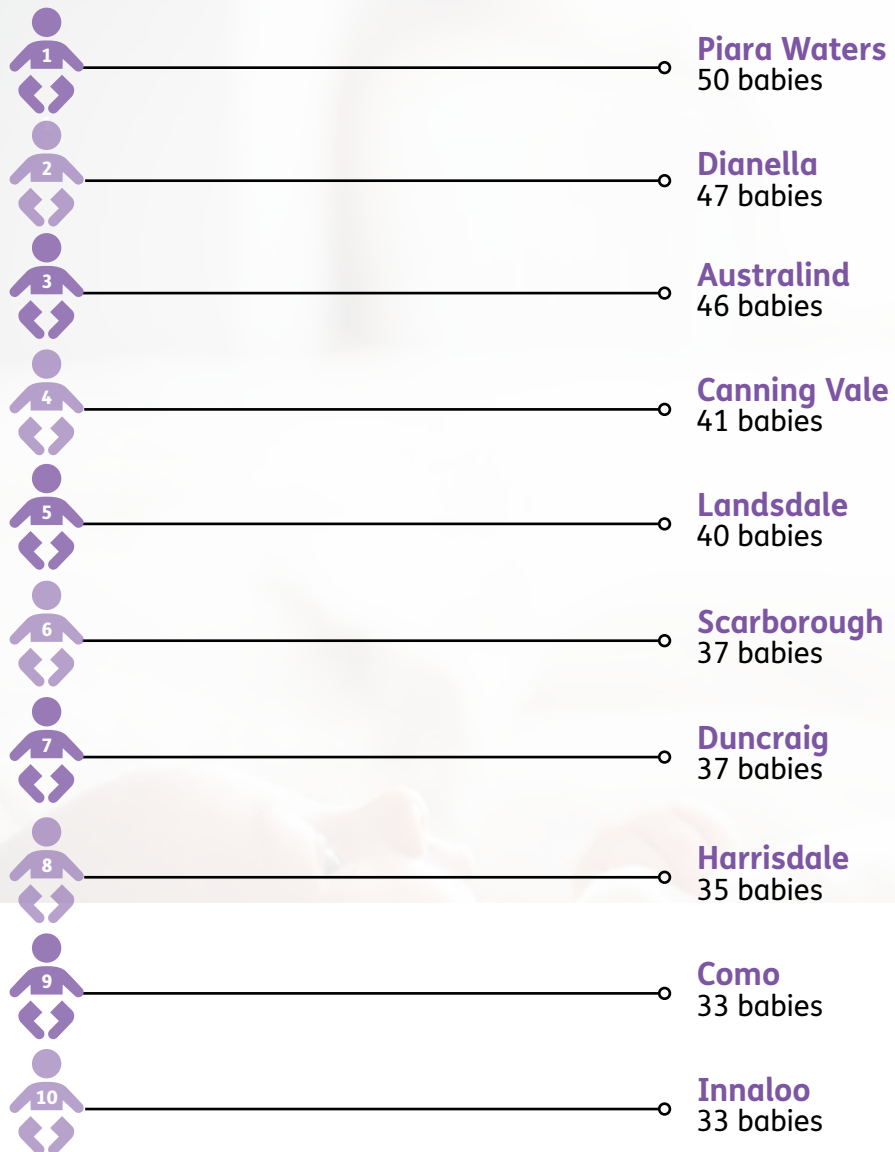 1
Piara Waters
50 babies
2
Dianella
47 babies
3
Australind
46 babies
4
Canning Vale
41 babies
5
Landsdale
40 babies
6
Scarborough
37 babies
7
Duncraig
37 babies
8
Harrisdale
35 babies
9
Como
33 babies
10
Innaloo
33 babies